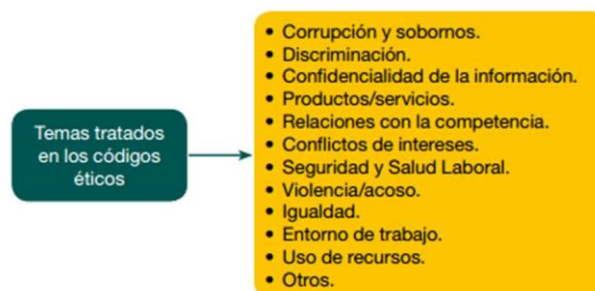 Temas tratados
en los códigos
éticos
• Corrupción y sobornos.
• Discriminación.
• Confidencialidad de la información.
• Productos/servicios.
• Relaciones con la competencia.
• Conflictos de intereses.
• Seguridad y Salud Laboral.
• Violencia/acoso.
• Igualdad.
• Entorno de trabajo.
• Uso de recursos.
• Otros.